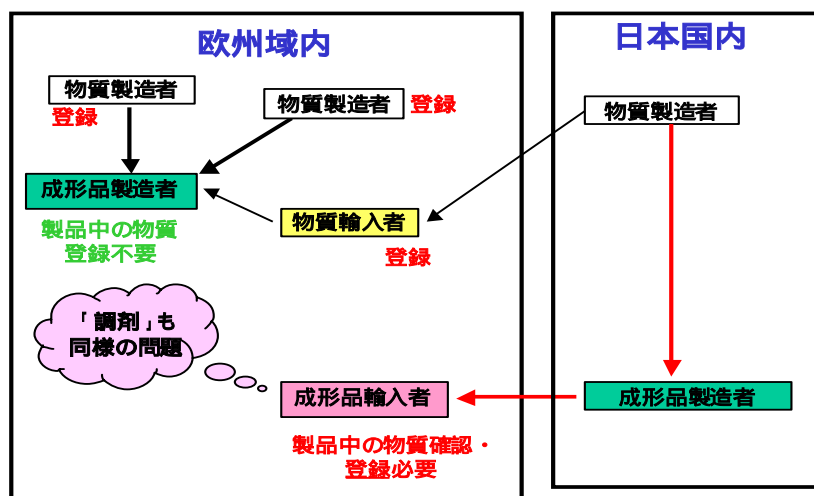 欧州域内
日本国内
物質製造者
登録
物質製造者
登録
物質製造者
成形品製造者
製品中の物質
登録不要
物質輸入者
登録
「調剤」も
同様の問題
成形品輸入者
成形品製造者
製品中の物質確認・
登録必要